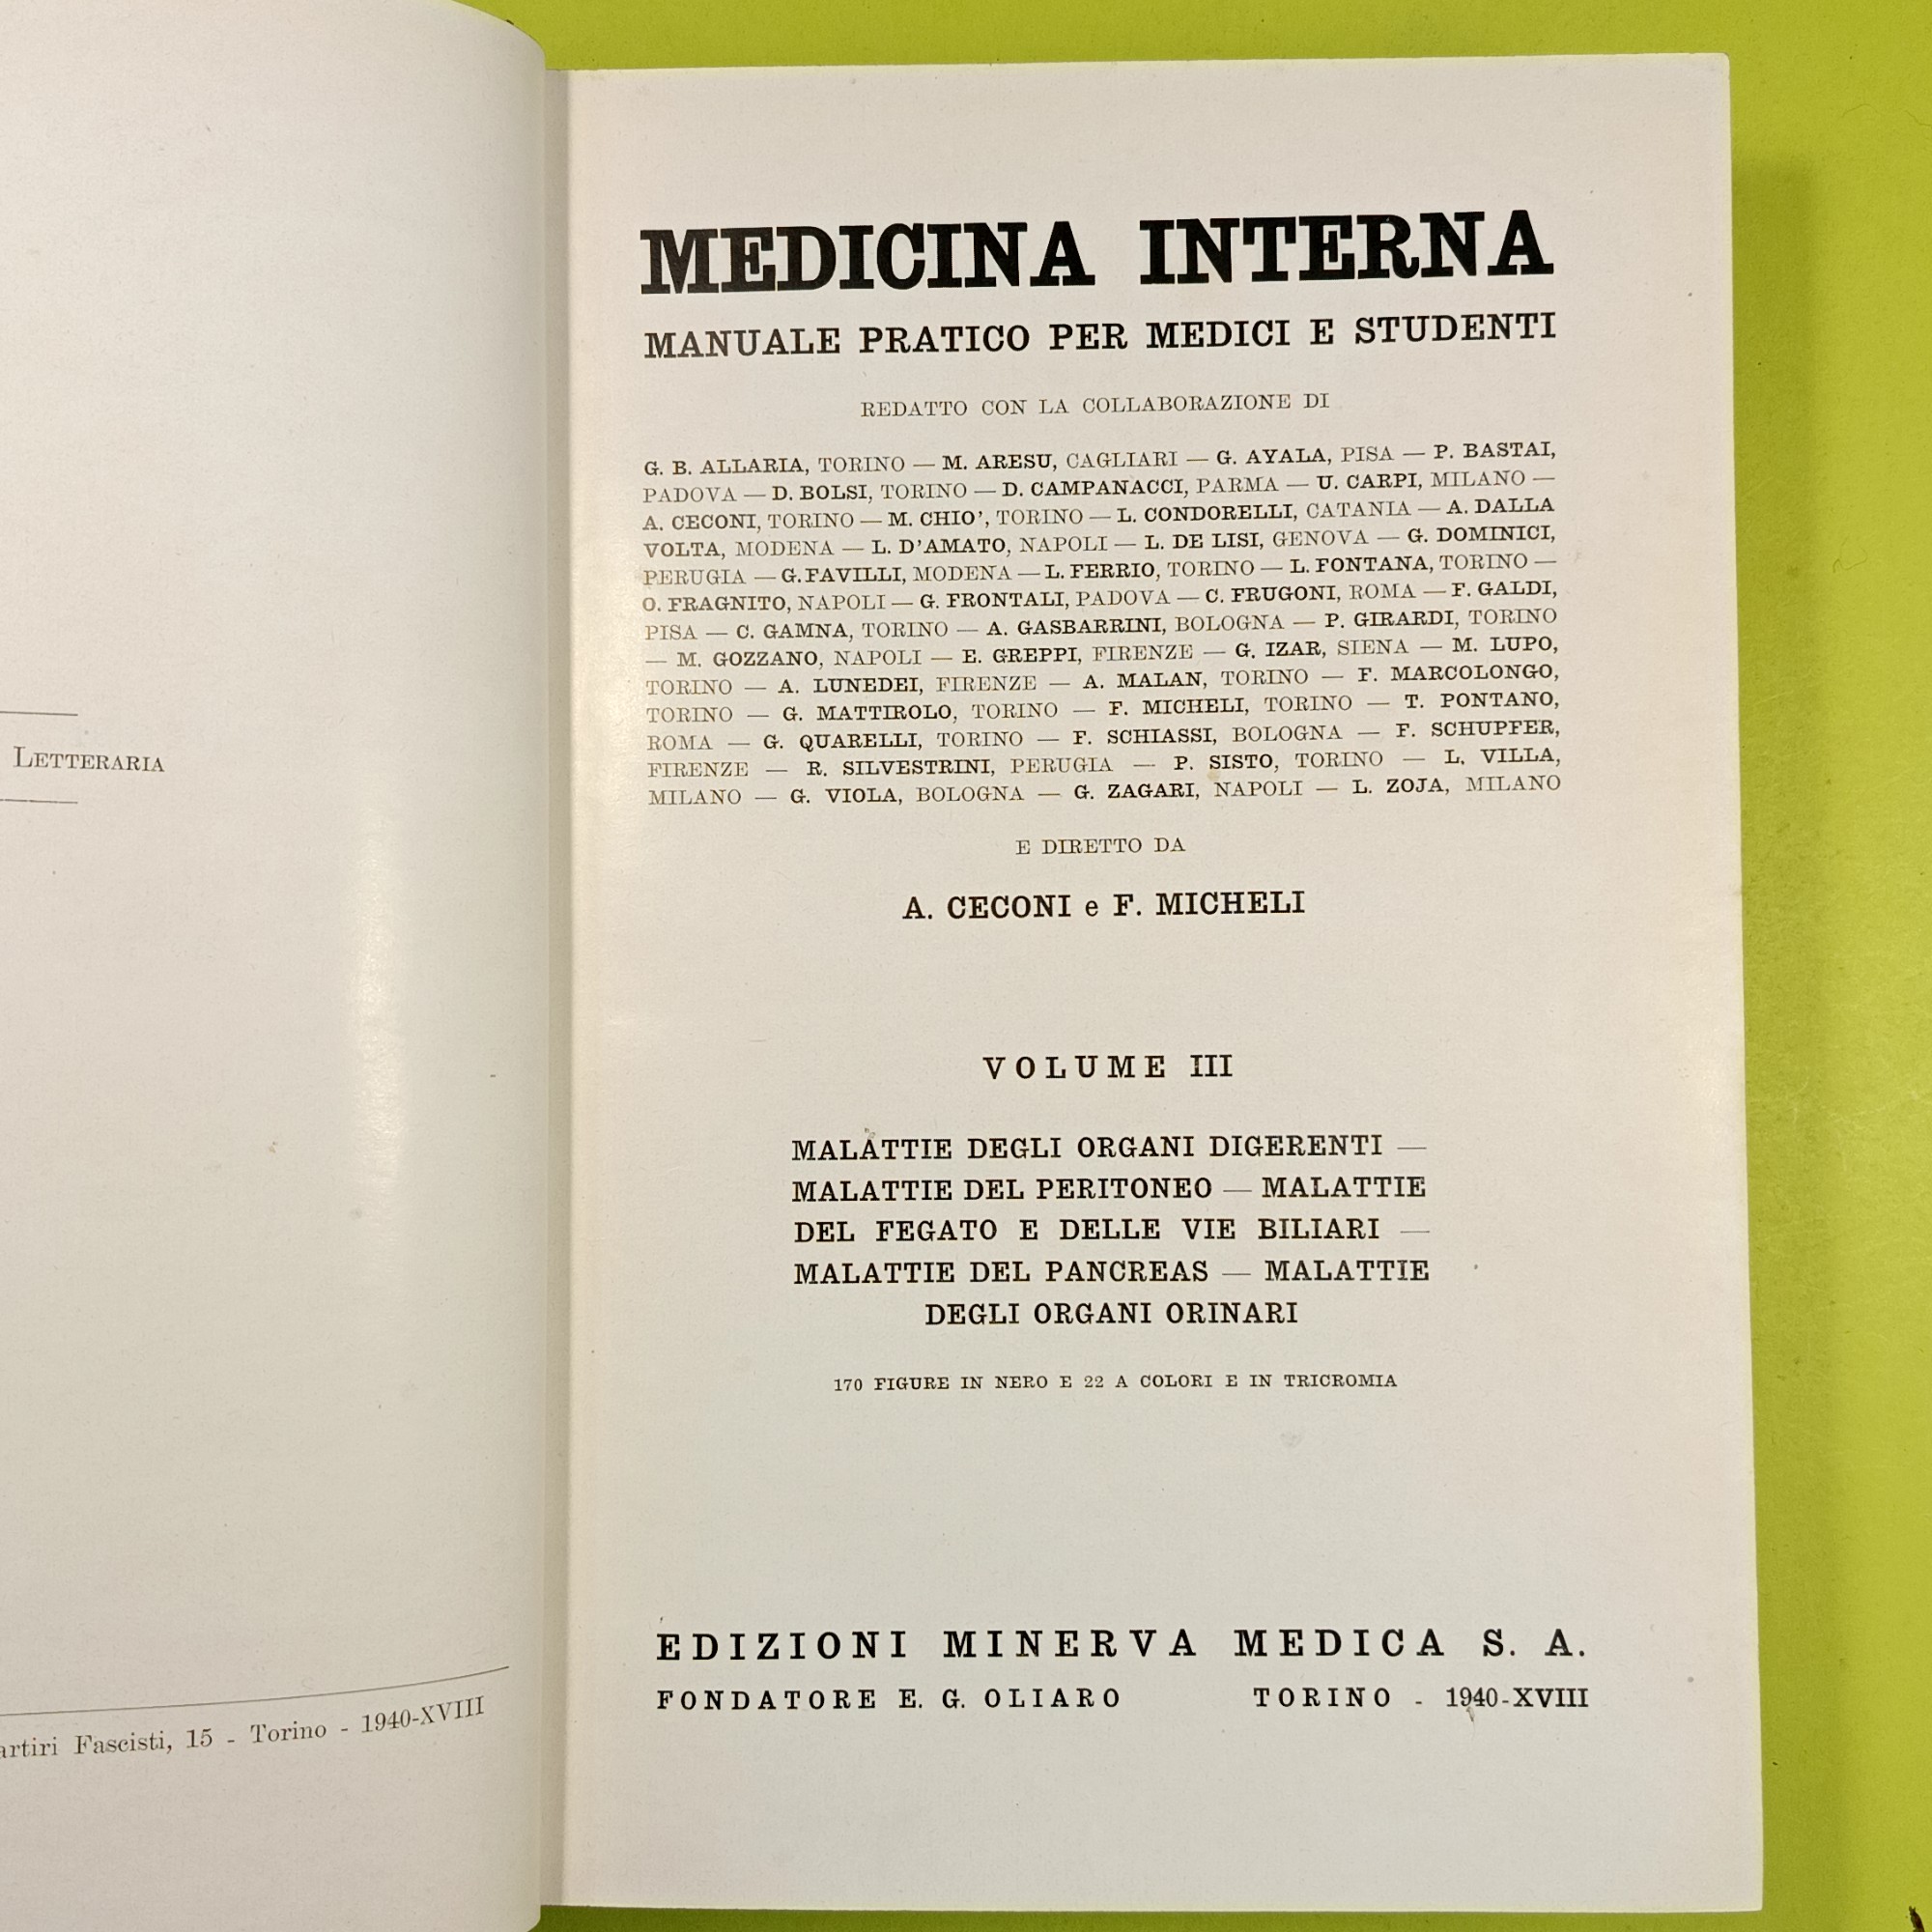 LETTERARIA
Fascisti, 15 - Torino - 1940-XVIII
MEDICINA INTERNA
MANUALE PRATICO PER MEDICI E STUDENTI
REDATTO CON LA COLLABORAZIONE DI
G. B. ALLARIA, TORINO — M. ARESU, CAGLIARI — G. AYALA, PISA — P. BASTAI,
PADOVA — D. BOLSI, TORINO — D. CAMPANACCI, PARMA — U. CARPI, MILANO —
A. CECONI, TORINO — M. CHIO', TORINO — L. CONDORELLI, CATANIA — A. DALLA
VOLTA, MODENA — L. D'AMATO, NAPOLI — L. DE LISI, GENOVA — G. DOMINICI,
PERUGIA — G. FAVILLI, MODENA — L. FERRIO, TORINO — L. FONTANA, TORINO —
O. FRAGNITO, NAPOLI — G. FRONTALI, PADOVA — C. FRUGONI, ROMA — F. GALDI,
PISA — C. GAMNA, TORINO — A. GASBARRINI, BOLOGNA — P. GIRARDI, TORINO
— M. GOZZANO, NAPOLI — E. GREPPI, FIRENZE — G. IZAR, SIENA — M. LUPO,
TORINO — A. LUNEDEI, FIRENZE — A. MALAN, TORINO — F. MARCOLONGO,
TORINO — G. MATTIROLO, TORINO — F. MICHELI, TORINO — T. PONTANO,
ROMA — G. QUARELLI, TORINO — F. SCHIASSI, BOLOGNA — F. SCHUPFER,
FIRENZE — R. SILVESTRINI, PERUGIA — P. SISTO, TORINO — L. VILLA,
MILANO — G. VIOLA, BOLOGNA — G. ZAGARI, NAPOLI — L. ZOJA, MILANO
E DIRETTO DA
A. CECONI e F. MICHELI
VOLUME III
MALATTIE DEGLI ORGANI DIGERENTI —
MALATTIE DEL PERITONEO — MALATTIE
DEL FEGATO E DELLE VIE BILIARI —
MALATTIE DEL PANCREAS — MALATTIE
DEGLI ORGANI ORINARI
170 FIGURE IN NERO E 22 A COLORI E IN TRICROMIA
EDIZIONI MINERVA MEDICA S. A.
FONDATORE E. G. OLIARO TORINO - 1940-XVIII